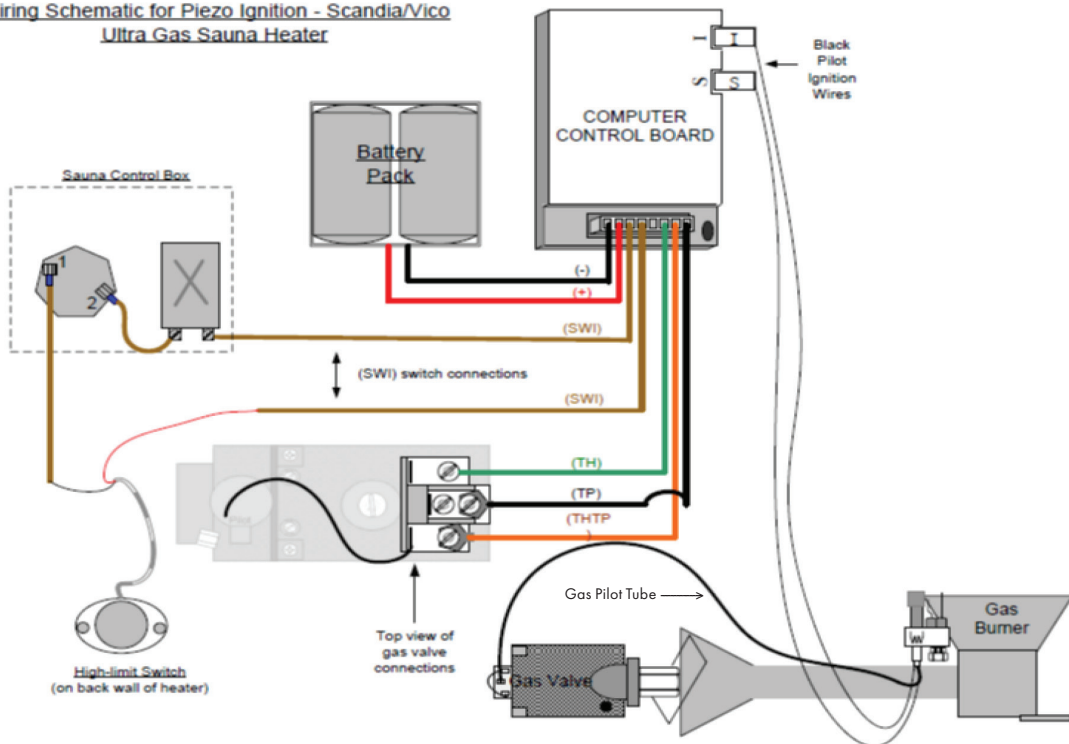 iring Schematic for Piezo Ignition - Scandia/Vico
Ultra Gas Sauna Heater
I
I
S
S
Black
Pilot
Ignition
Wires
COMPUTER
CONTROL BOARD
Battery
Pack
Sauna Control Box
1
2
(-)
(+)
(SWI)
(SWI) switch connections
(SWI)
(TH)
(TP)
(THTP
)
Pilot
Gas Pilot Tube
Gas
Burner
Top view of
gas valve
connections
Gas Valve
High-limit Switch
(on back wall of heater)